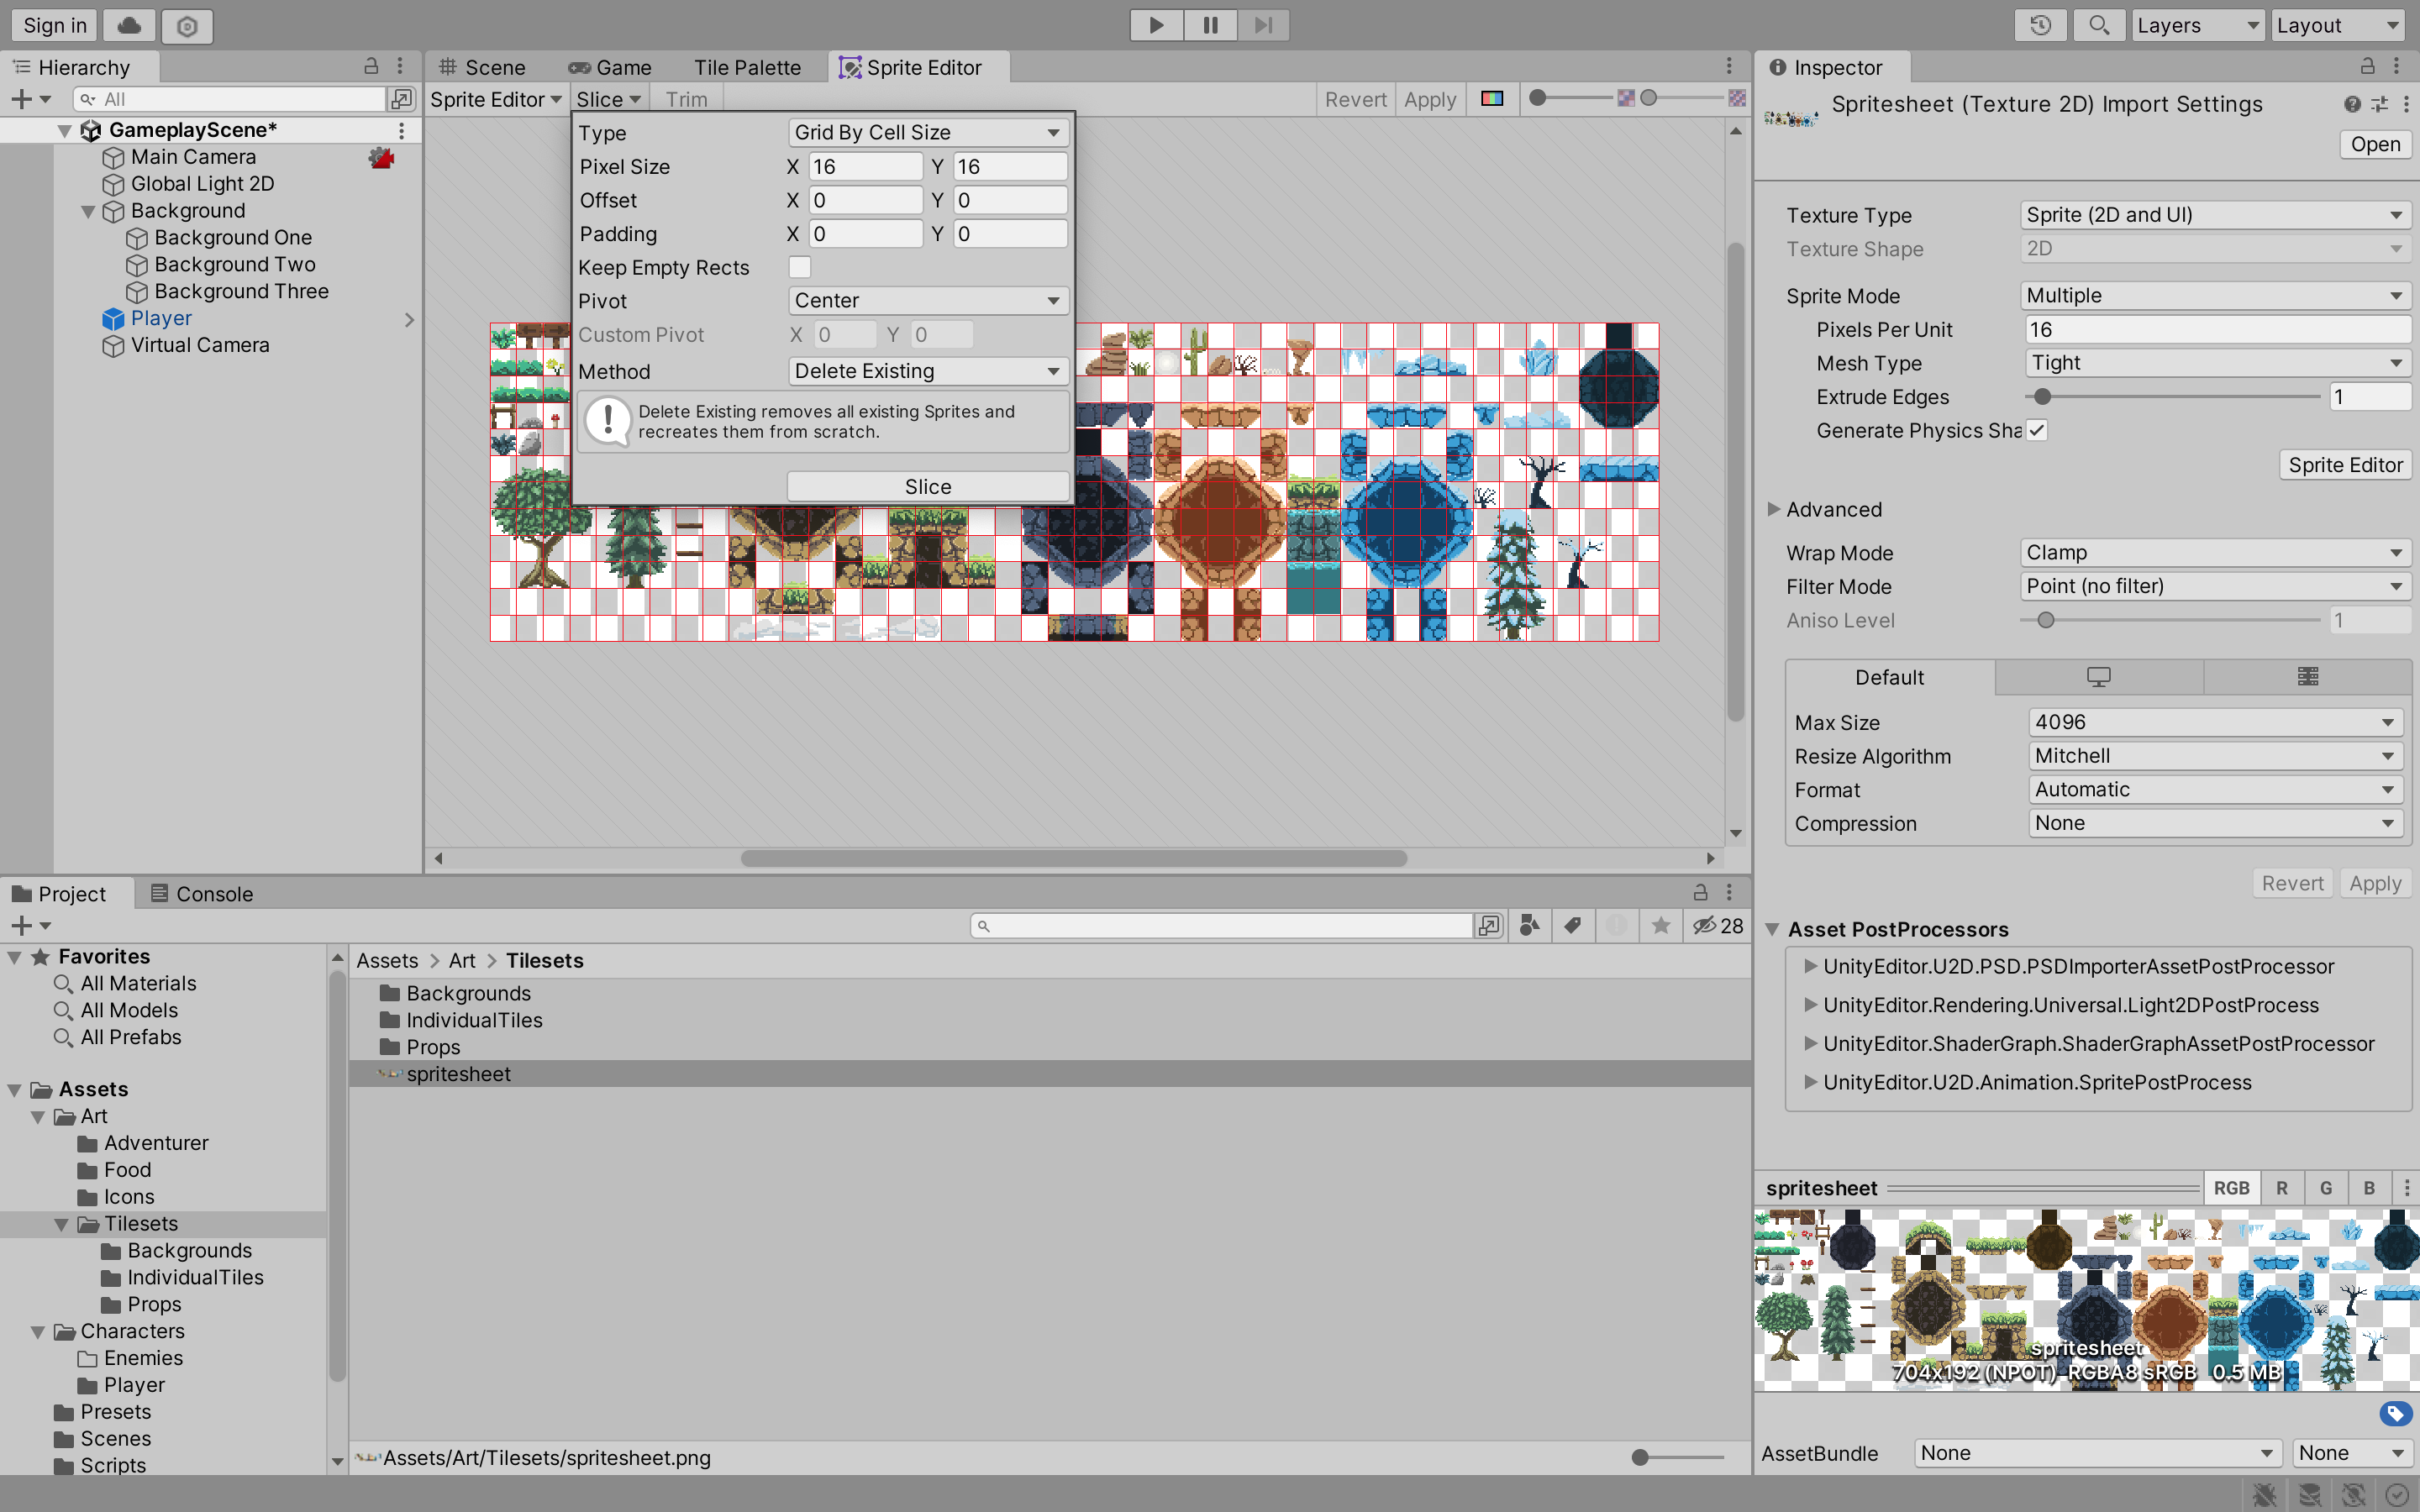 Sign in
Layers
Layout
Hierarchy
All
GameplayScene*
Main Camera
Global Light 2D
Background
Background One
Background Two
Background Three
Player
Virtual Camera
Scene
Game
Tile Palette
Sprite Editor
Sprite Editor
Slice
Trim
Revert
Apply
Type
Grid By Cell Size
Pixel Size
X 16
Y 16
Offset
X 0
Y 0
Padding
X 0
Y 0
Keep Empty Rects
Pivot
Center
Custom Pivot
X 0
Y 0
Method
Delete Existing
Delete Existing removes all existing Sprites and
recreates them from scratch.
Slice
Inspector
Spritesheet (Texture 2D) Import Settings
Open
Texture Type
Sprite (2D and UI)
Texture Shape
2D
Sprite Mode
Multiple
Pixels Per Unit
16
Mesh Type
Tight
Extrude Edges
1
Generate Physics Sha
Sprite Editor
Advanced
Wrap Mode
Clamp
Filter Mode
Point (no filter)
Aniso Level
1
Default
Max Size
4096
Resize Algorithm
Mitchell
Format
Automatic
Compression
None
Revert
Apply
Asset PostProcessors
UnityEditor.U2D.PSD.PSDImporterAssetPostProcessor
UnityEditor.Rendering.Universal.Light2DPostProcess
UnityEditor.ShaderGraph.ShaderGraphAssetPostProcessor
UnityEditor.U2D.Animation.SpritePostProcess
spritesheet
RGB
R
G
B
spritesheet
704x192 (NPOT) RGBA8 sRGB 0.5 MB
AssetBundle
None
None
Project
Console
28
Favorites
All Materials
All Models
All Prefabs
Assets
Art
Adventurer
Food
Icons
Tilesets
Backgrounds
IndividualTiles
Props
Characters
Enemies
Player
Presets
Scenes
Scripts
Assets > Art > Tilesets
Backgrounds
IndividualTiles
Props
spritesheet
Assets/Art/Tilesets/spritesheet.png